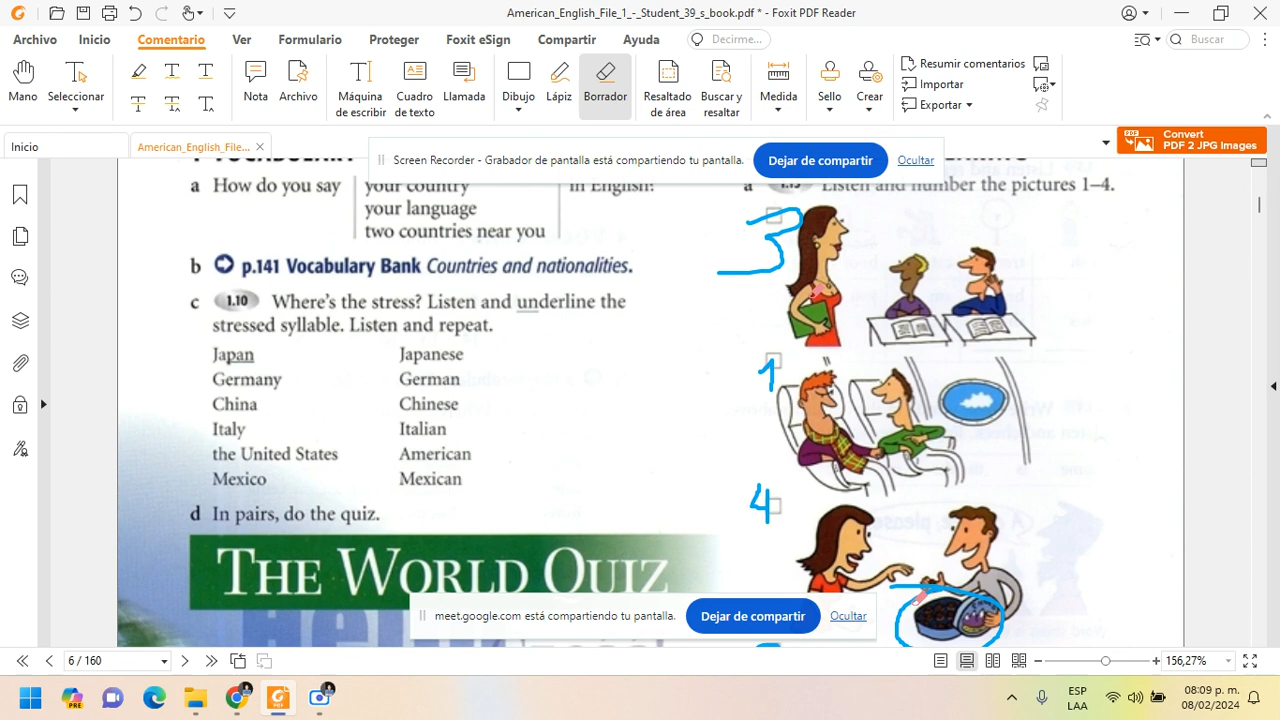 American_English_File_1_-_Student_39_s_book.pdf * - Foxit PDF Reader
Archivo Inicio Comentario Ver Formulario Proteger Foxit eSign Compartir Ayuda Decirme... Buscar
Mano Seleccionar Nota Archivo Máquina de escribir Cuadro de texto Llamada Dibujo Lápiz Borrador Resaltado de área Buscar y resaltar Medida Sello Crear
Resumir comentarios
Importar
Exportar
Inicio American_English_File...
Convert
PDF 2 JPG Images
Screen Recorder - Grabador de pantalla está compartiendo tu pantalla. Dejar de compartir Ocultar
a How do you say
your country
your language
two countries near you
in English?
b p.141 Vocabulary Bank Countries and nationalities.
c 1.10 Where's the stress? Listen and underline the
stressed syllable. Listen and repeat.
Japan Japanese
Germany German
China Chinese
Italy Italian
the United States American
Mexico Mexican
d In pairs, do the quiz.
THE WORLD QUIZ
a 1.13 Listen and number the pictures 1–4.
3
1
4
meet.google.com está compartiendo tu pantalla. Dejar de compartir Ocultar
6 / 160 156,27%
PRE
ESP
LAA
08:09 p. m.
08/02/2024